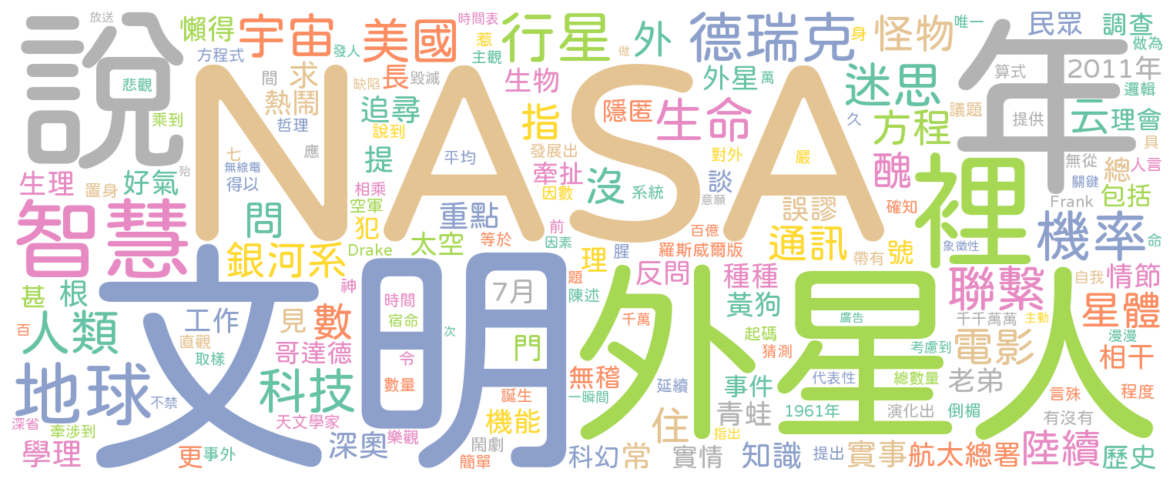 說
NASA
年
文明
外星人
裡
智慧
地球
放送
懶得
宇宙
美國
時間表
惹
主觀
行星
做
外
德瑞克
身
怪物
唯一
民眾
調查
做為
方程式
發人
悲觀
乘到
間
求
缺陷
長
毀滅
熱鬧
哲理
追尋
說到
生物
指
隱匿
外星
萬
生命
迷思
久
方程
算式
2011年
邏輯
議題
提供
云
理會
具
七
無線電
得以
應
提
平均
發展出
牽扯
因數
沒
系統
對外
談
嚴
意願
醜
誤謬
確知
無從
關鍵
總
人言
包括
Frank
殆
生理
置身
好氣
問
相乘
空軍
犯
Drake
重點
太空
等於
前
因素
理
腥
百億
羅斯威爾版
通訊
帶有
號
象徵性
機率
命
銀河系
神
題
陳述
反問
種種
黃狗
聯繫
自我
情節
甚
根
百
人類
工作
直觀
取樣
見
數
時間
宿命
令
數量
7月
次
門
千萬
起碼
猜測
廣告
考慮到
千千萬萬
主動
星體
漫漫
電影
相干
哥達德
科技
不禁
天文學家
無稽
一瞬間
誕生
延續
事件
代表性
總數量
老弟
言殊
程度
深省
牽涉到
學理
更
事外
深奧
樂觀
鬧劇
簡單
機能
科幻
常
住
實情
指出
青蛙
1961年
演化出
倒楣
有沒有
知識
提出
實事
航太總署
陸續
歷史